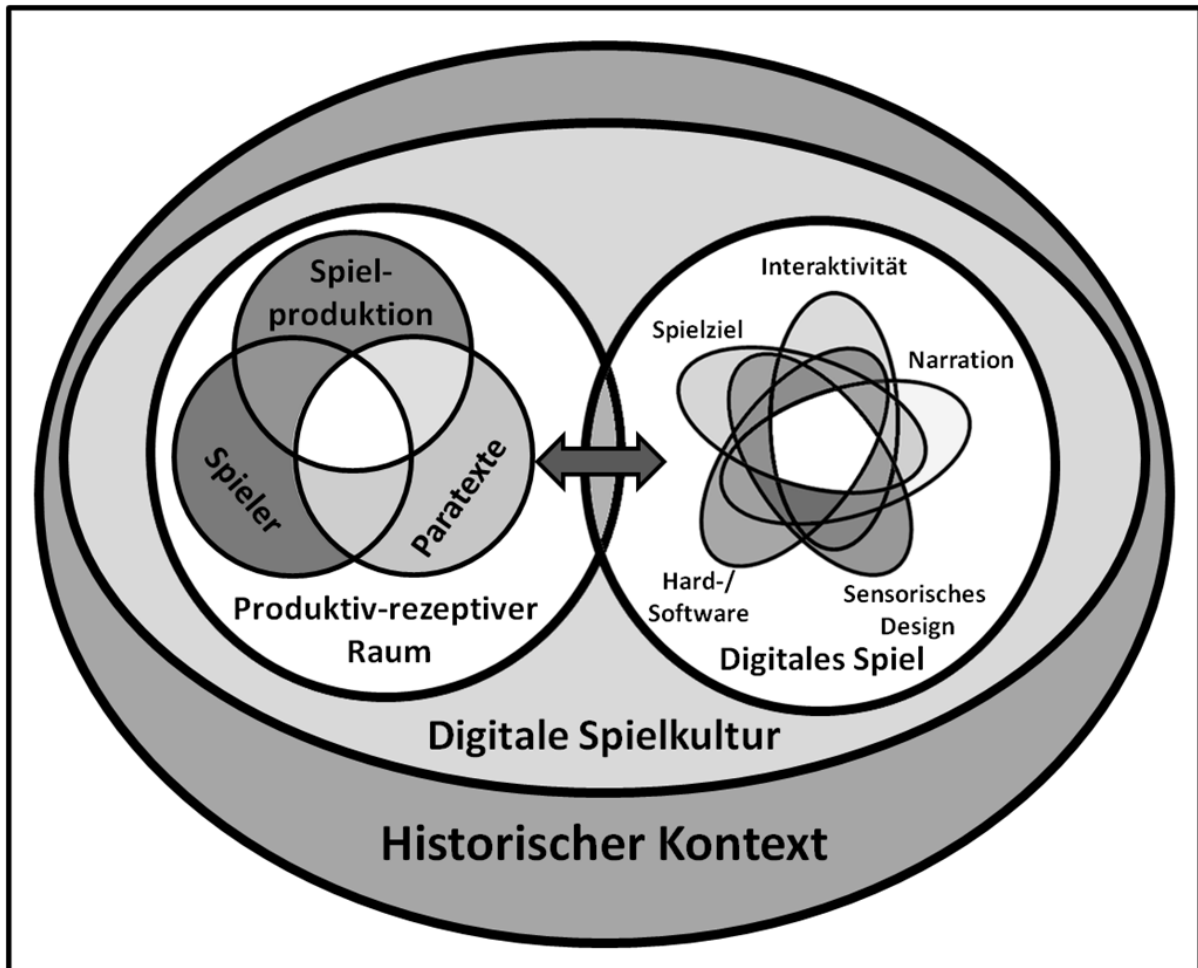 Spiel-
produktion
Spieler
Paratexte
Produktiv-rezeptiver
Raum
Interaktivität
Spielziel
Narration
Hard-/
Software
Sensorisches
Design
Digitales Spiel
Digitale Spielkultur
Historischer Kontext